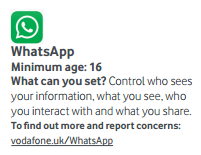 WhatsApp
Minimum age: 16
What can you set? Control who sees
your information, what you see, who
you interact with and what you share.
To find out more and report concerns:
vodafone.uk/WhatsApp